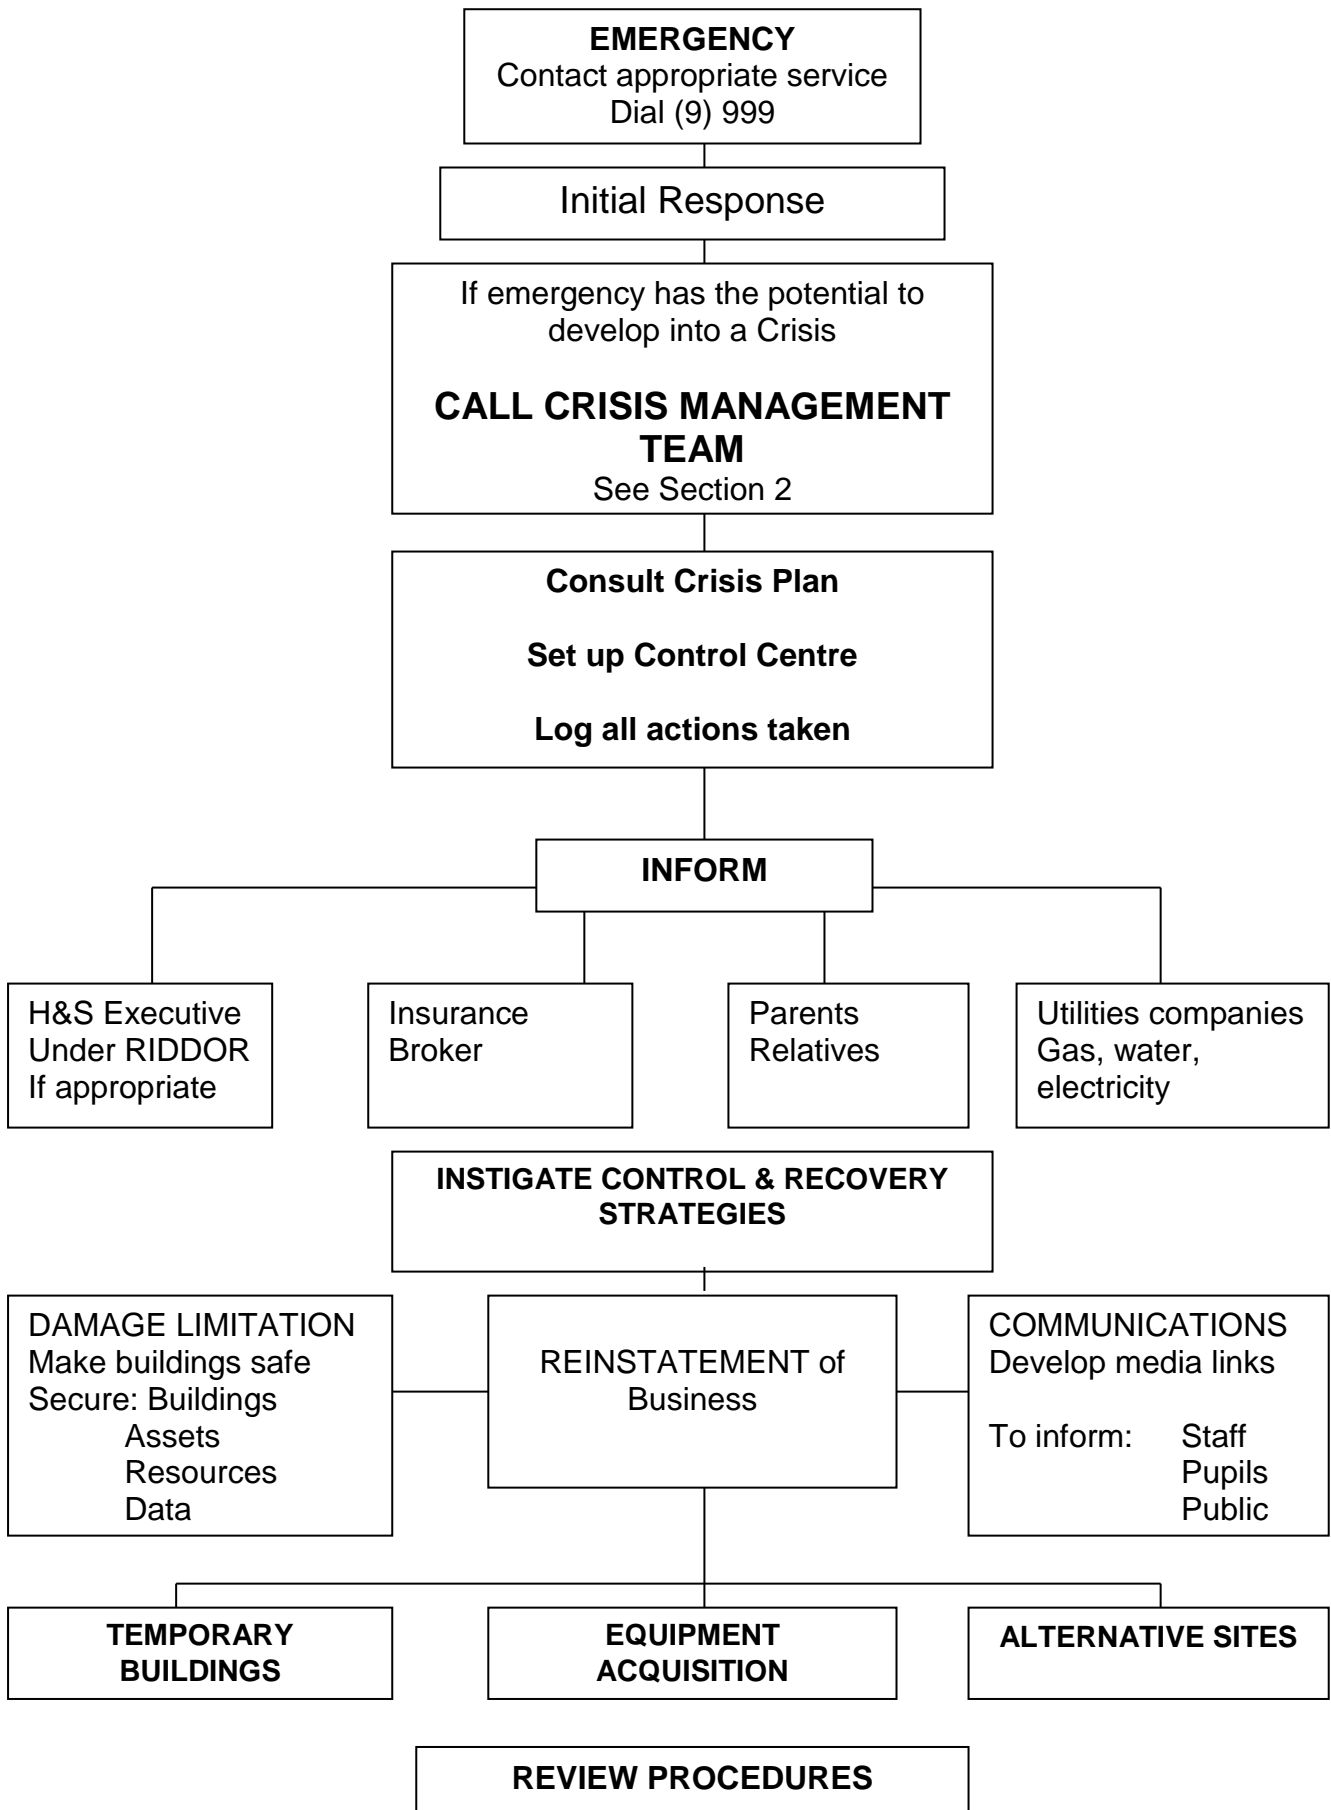 EMERGENCY
Contact appropriate service
Dial (9) 999
Initial Response
If emergency has the potential to
develop into a Crisis
CALL CRISIS MANAGEMENT
TEAM
See Section 2
Consult Crisis Plan
Set up Control Centre
Log all actions taken
INFORM
H&S Executive
Under RIDDOR
If appropriate
Insurance
Broker
Parents
Relatives
Utilities companies
Gas, water,
electricity
INSTIGATE CONTROL & RECOVERY
STRATEGIES
DAMAGE LIMITATION
Make buildings safe
Secure: Buildings
Assets
Resources
Data
REINSTATEMENT of
Business
COMMUNICATIONS
Develop media links
To inform: Staff
Pupils
Public
TEMPORARY
BUILDINGS
EQUIPMENT
ACQUISITION
ALTERNATIVE SITES
REVIEW PROCEDURES